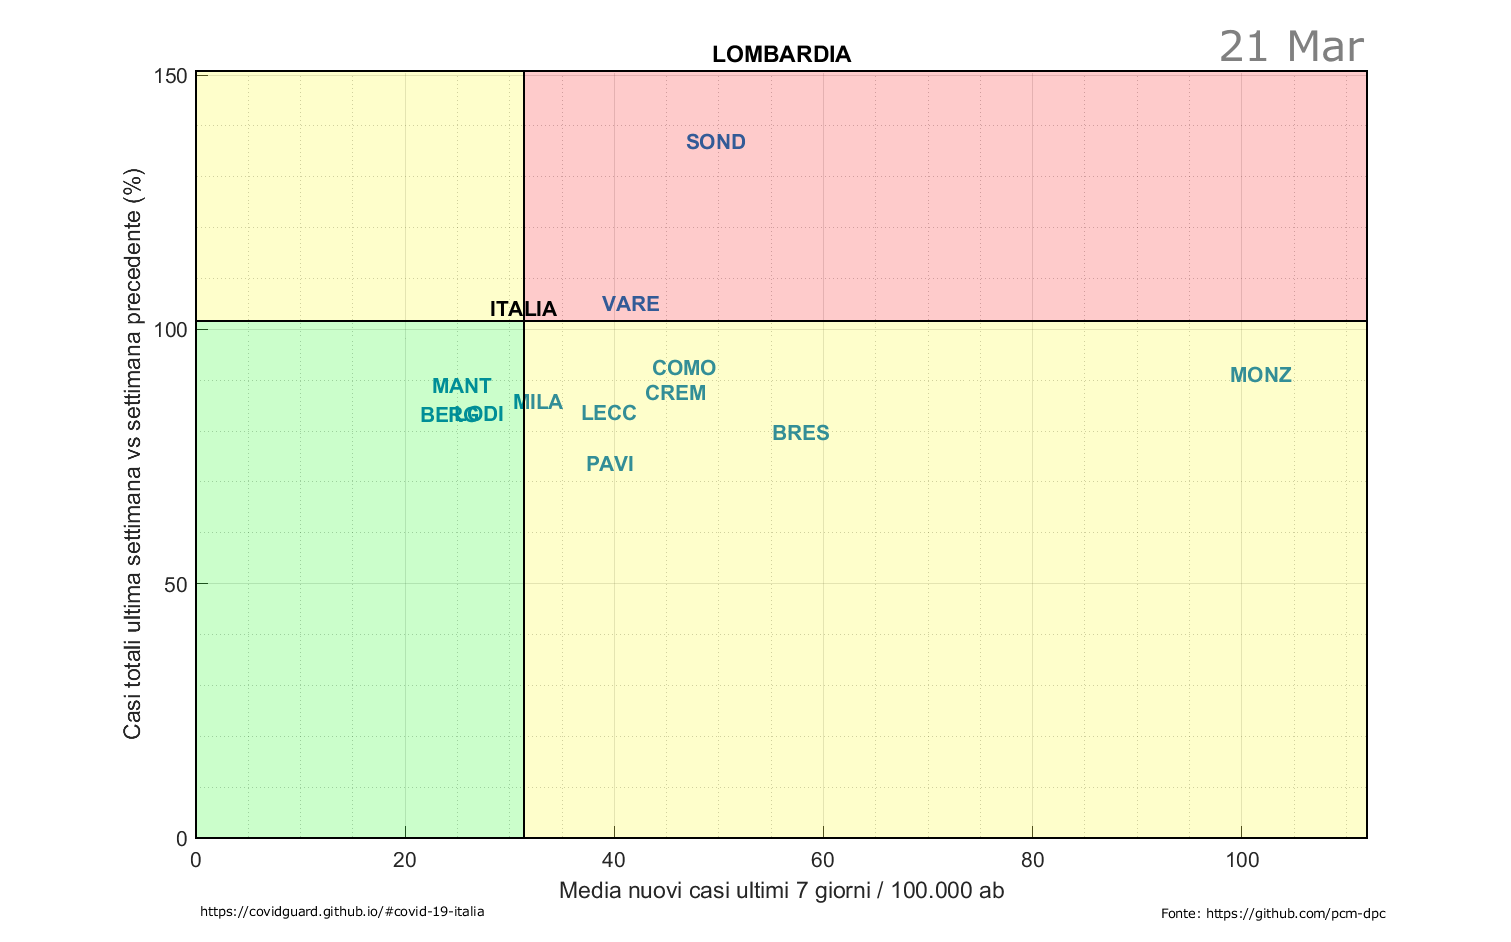 21 Mar
LOMBARDIA
150
SOND
VARE
ITALIA
100
COMO
MONZ
MANT
CREM
MILA
LECC
BERG
LODI
BRES
PAVI
50
0
Casi totali ultima settimana vs settimana precedente (%)
0 20 40 60 80 100
Media nuovi casi ultimi 7 giorni / 100.000 ab
https://covidguard.github.io/#covid-19-italia
Fonte: https://github.com/pcm-dpc